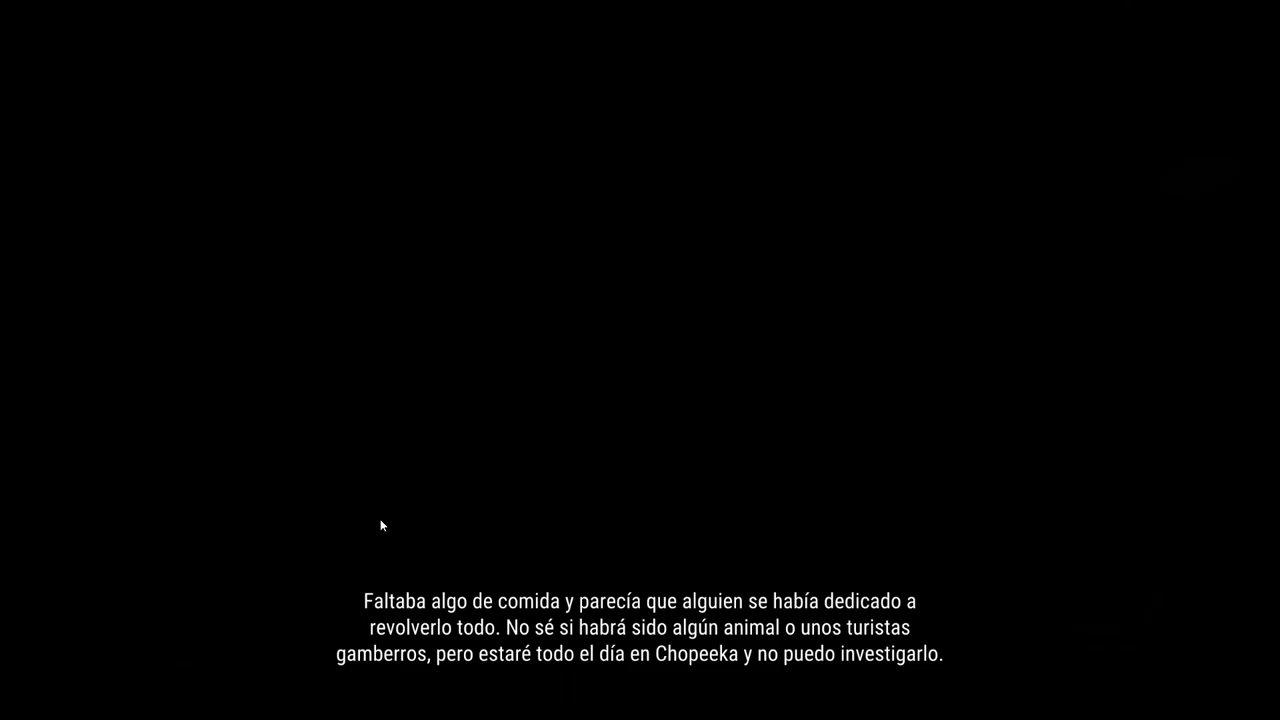 Faltaba algo de comida y parecía que alguien se había dedicado a
revolverlo todo. No sé si habrá sido algún animal o unos turistas
gamberros, pero estaré todo el día en Chopeeka y no puedo investigarlo.